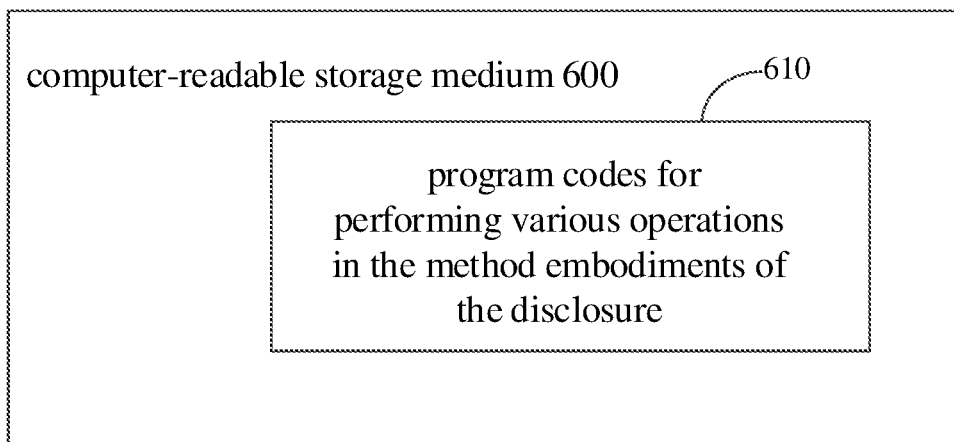 computer-readable storage medium 600
610
program codes for
performing various operations
in the method embodiments of
the disclosure